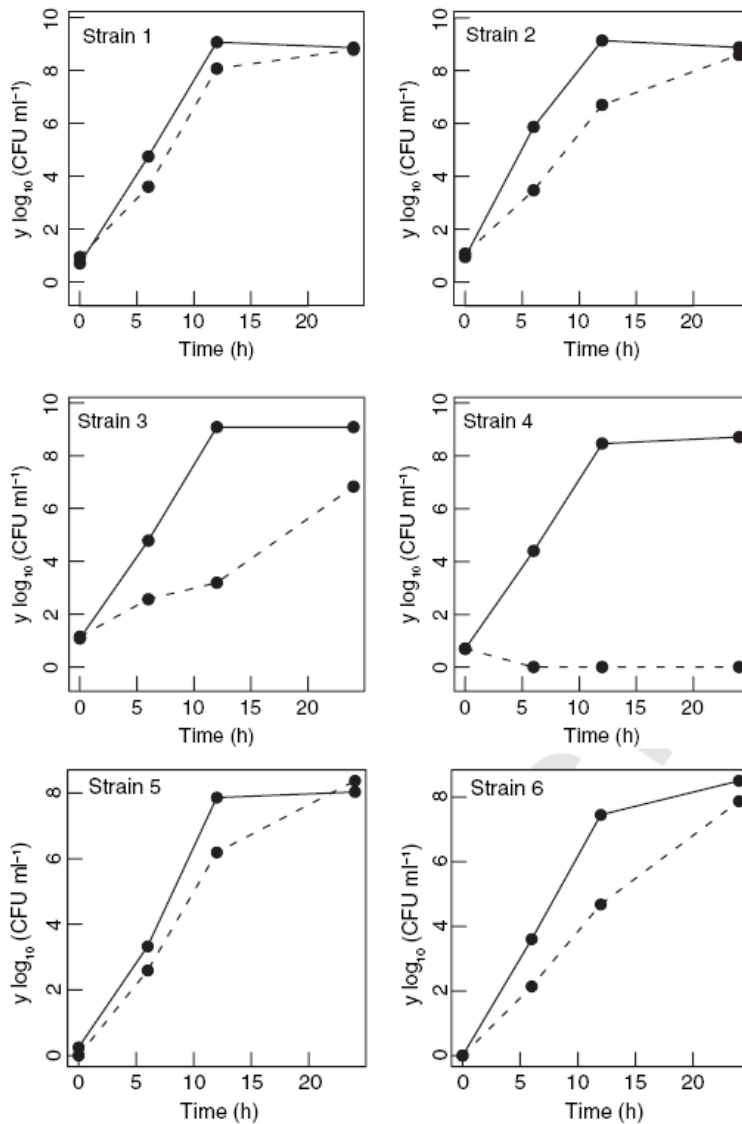 Strain 1
y log₁₀ (CFU ml⁻¹)
0 2 4 6 8 10
0 5 10 15 20
Time (h)
Strain 2
y log₁₀ (CFU ml⁻¹)
0 2 4 6 8 10
0 5 10 15 20
Time (h)
Strain 3
y log₁₀ (CFU ml⁻¹)
0 2 4 6 8 10
0 5 10 15 20
Time (h)
Strain 4
y log₁₀ (CFU ml⁻¹)
0 2 4 6 8 10
0 5 10 15 20
Time (h)
Strain 5
y log₁₀ (CFU ml⁻¹)
0 2 4 6 8
0 5 10 15 20
Time (h)
Strain 6
y log₁₀ (CFU ml⁻¹)
0 2 4 6 8
0 5 10 15 20
Time (h)